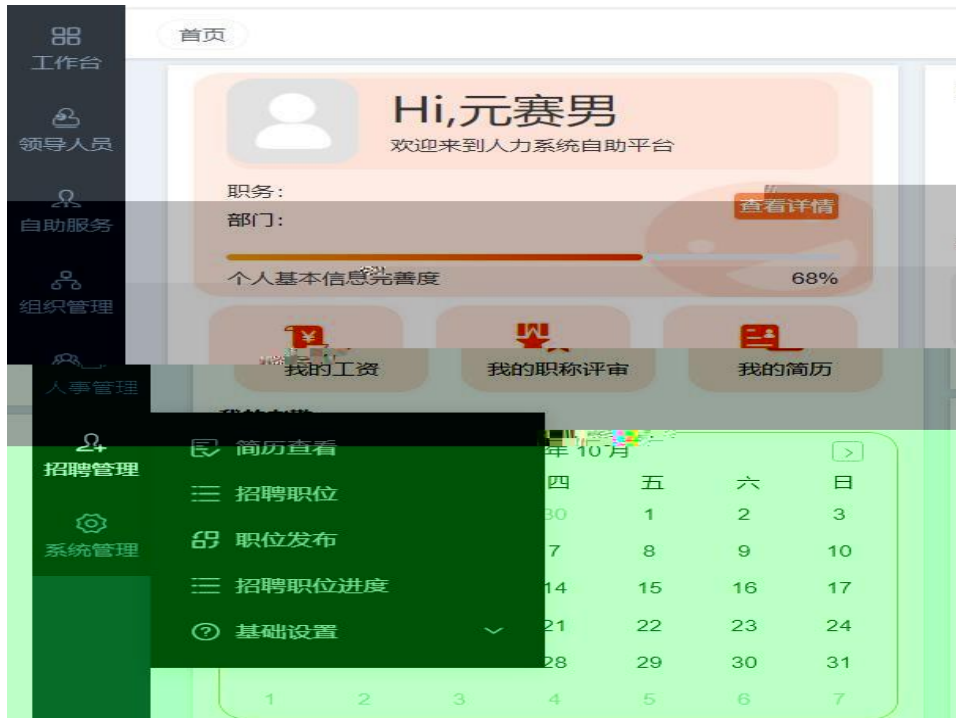 工作台
领导人员
自助服务
组织管理
人事管理
招聘管理
系统管理
首页
Hi,元赛男
欢迎来到人力系统自助平台
职务:
部门:
查看详情
个人基本信息完善度 68%
我的工资 我的职称评审 我的简历
简历查看
招聘职位
职位发布
招聘职位进度
基础设置
年 10月
四 五 六 日
30 1 2 3
7 8 9 10
14 15 16 17
21 22 23 24
28 29 30 31
1 2 3 4 5 6 7